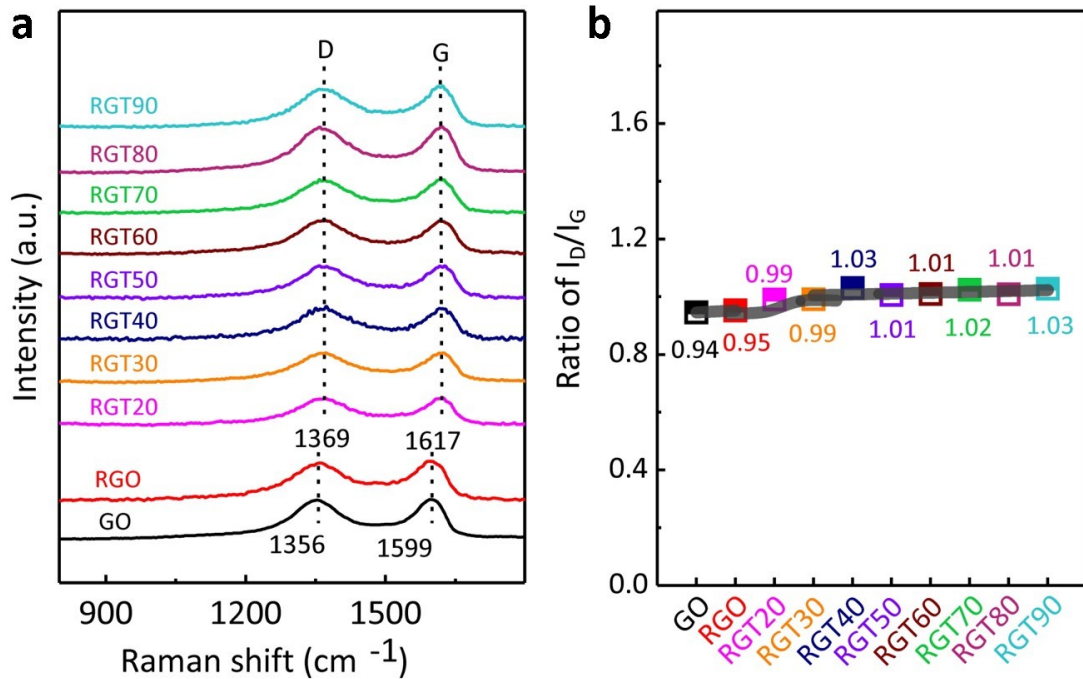 a
D G
RGT90
RGT80
RGT70
RGT60
RGT50
RGT40
RGT30
RGT20
1369 1617
RGO
GO
1356 1599
900 1200 1500
Raman shift (cm -1)
Intensity (a.u.)
b
1.6
1.2
0.8
0.4
0.0
Ratio of ID/IG
0.94
0.95
0.99
0.99
1.03
1.01
1.01
1.02
1.01
1.03
GO
RGO
RGT20
RGT30
RGT40
RGT50
RGT60
RGT70
RGT80
RGT90